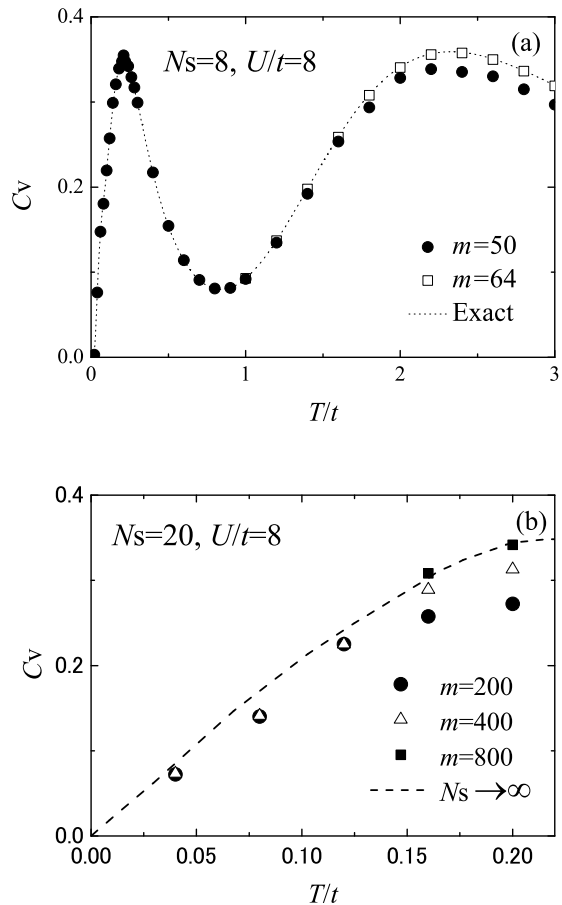 0.4
(a)
Ns=8, U/t=8
0.2
Cv
m=50
m=64
Exact
0.0
0 1 2 3
T/t
0.4
(b)
Ns=20, U/t=8
0.2
Cv
m=200
m=400
m=800
Ns→∞
0.0
0.00 0.05 0.10 0.15 0.20
T/t